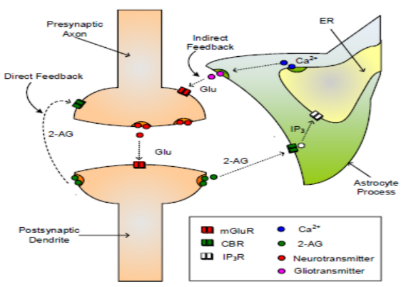 Presynaptic
Axon
Indirect
Feedback
ER
Ca2+
Direct Feedback
Glu
2-AG
IP3
Glu
2-AG
Astrocyte
Process
Postsynaptic
Dendrite
mGluR
CBR
IP3R
Ca2+
2-AG
Neurotransmitter
Gliotransmitter